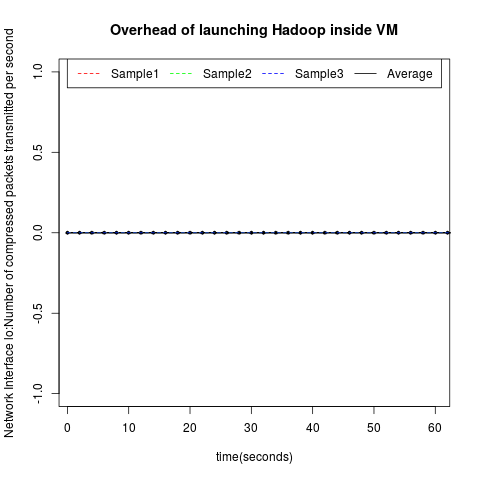 Overhead of launching Hadoop inside VM
Network Interface lo:Number of compressed packets transmitted per second
Sample1 Sample2 Sample3 Average
1.0
0.5
0.0
-0.5
-1.0
0 10 20 30 40 50 60
time(seconds)